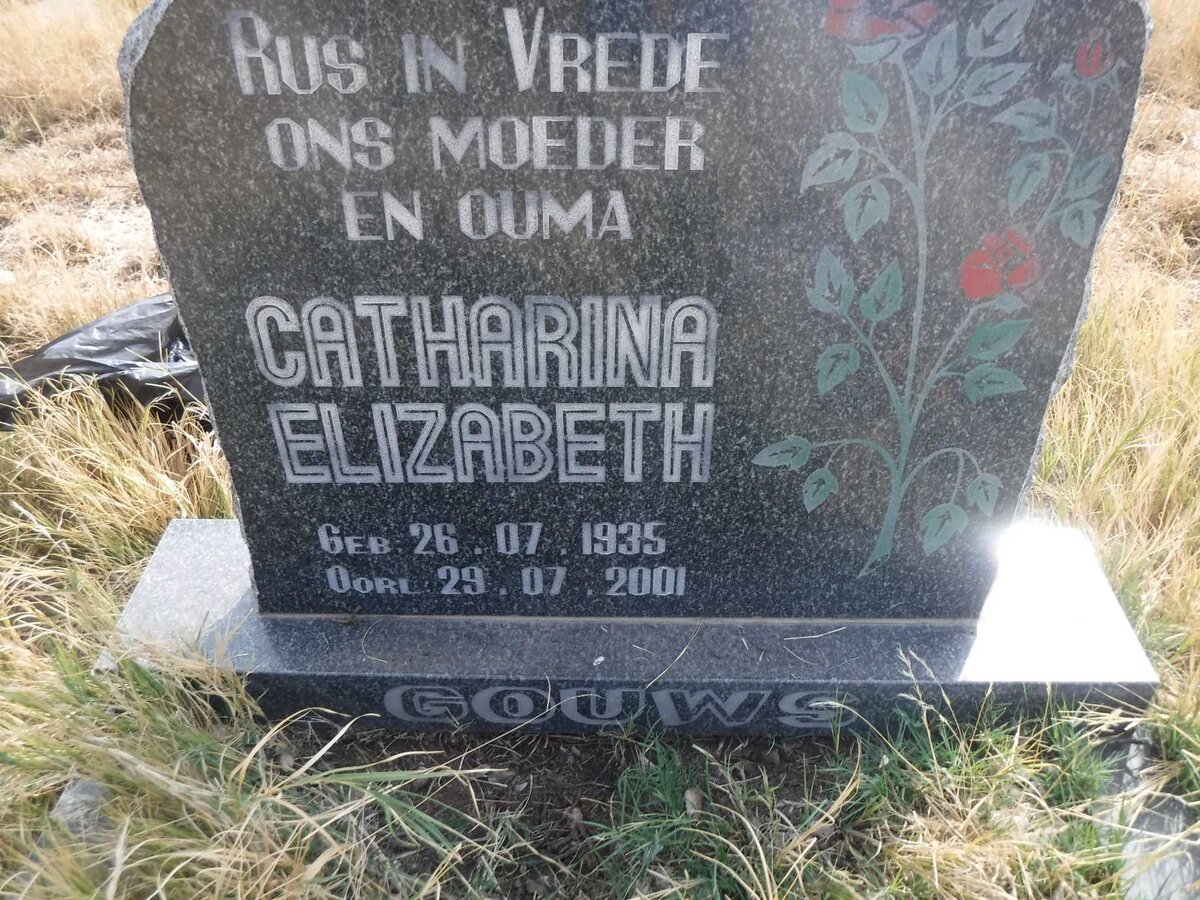 RUS IN VREDE
ONS MOEDER
EN OUMA
CATHARINA
ELIZABETH
GEB. 26 . 07 . 1935
OORL. 29 . 07 . 2001
GOUWS